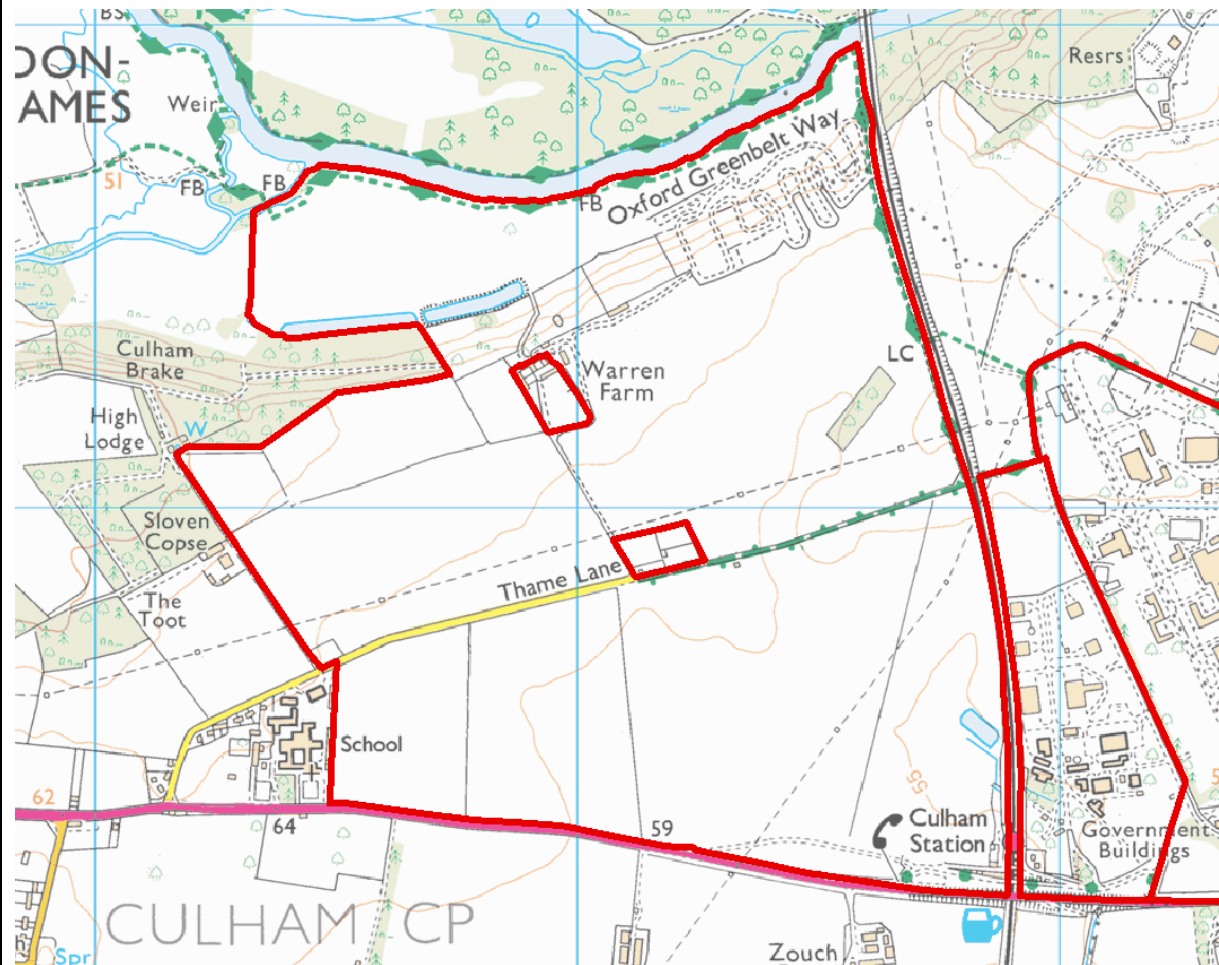 BS
DON-
AMES
Weir
51
FB
FB
FB
Oxford Greenbelt Way
Resrs
LC
Culham
Brake
Warren
Farm
High
Lodge
W
Sloven
Copse
Thame Lane
The
Toot
School
62
64
59
55
5
Culham
Station
Government
Buildings
CULHAM CP
Zouch
Spr
h